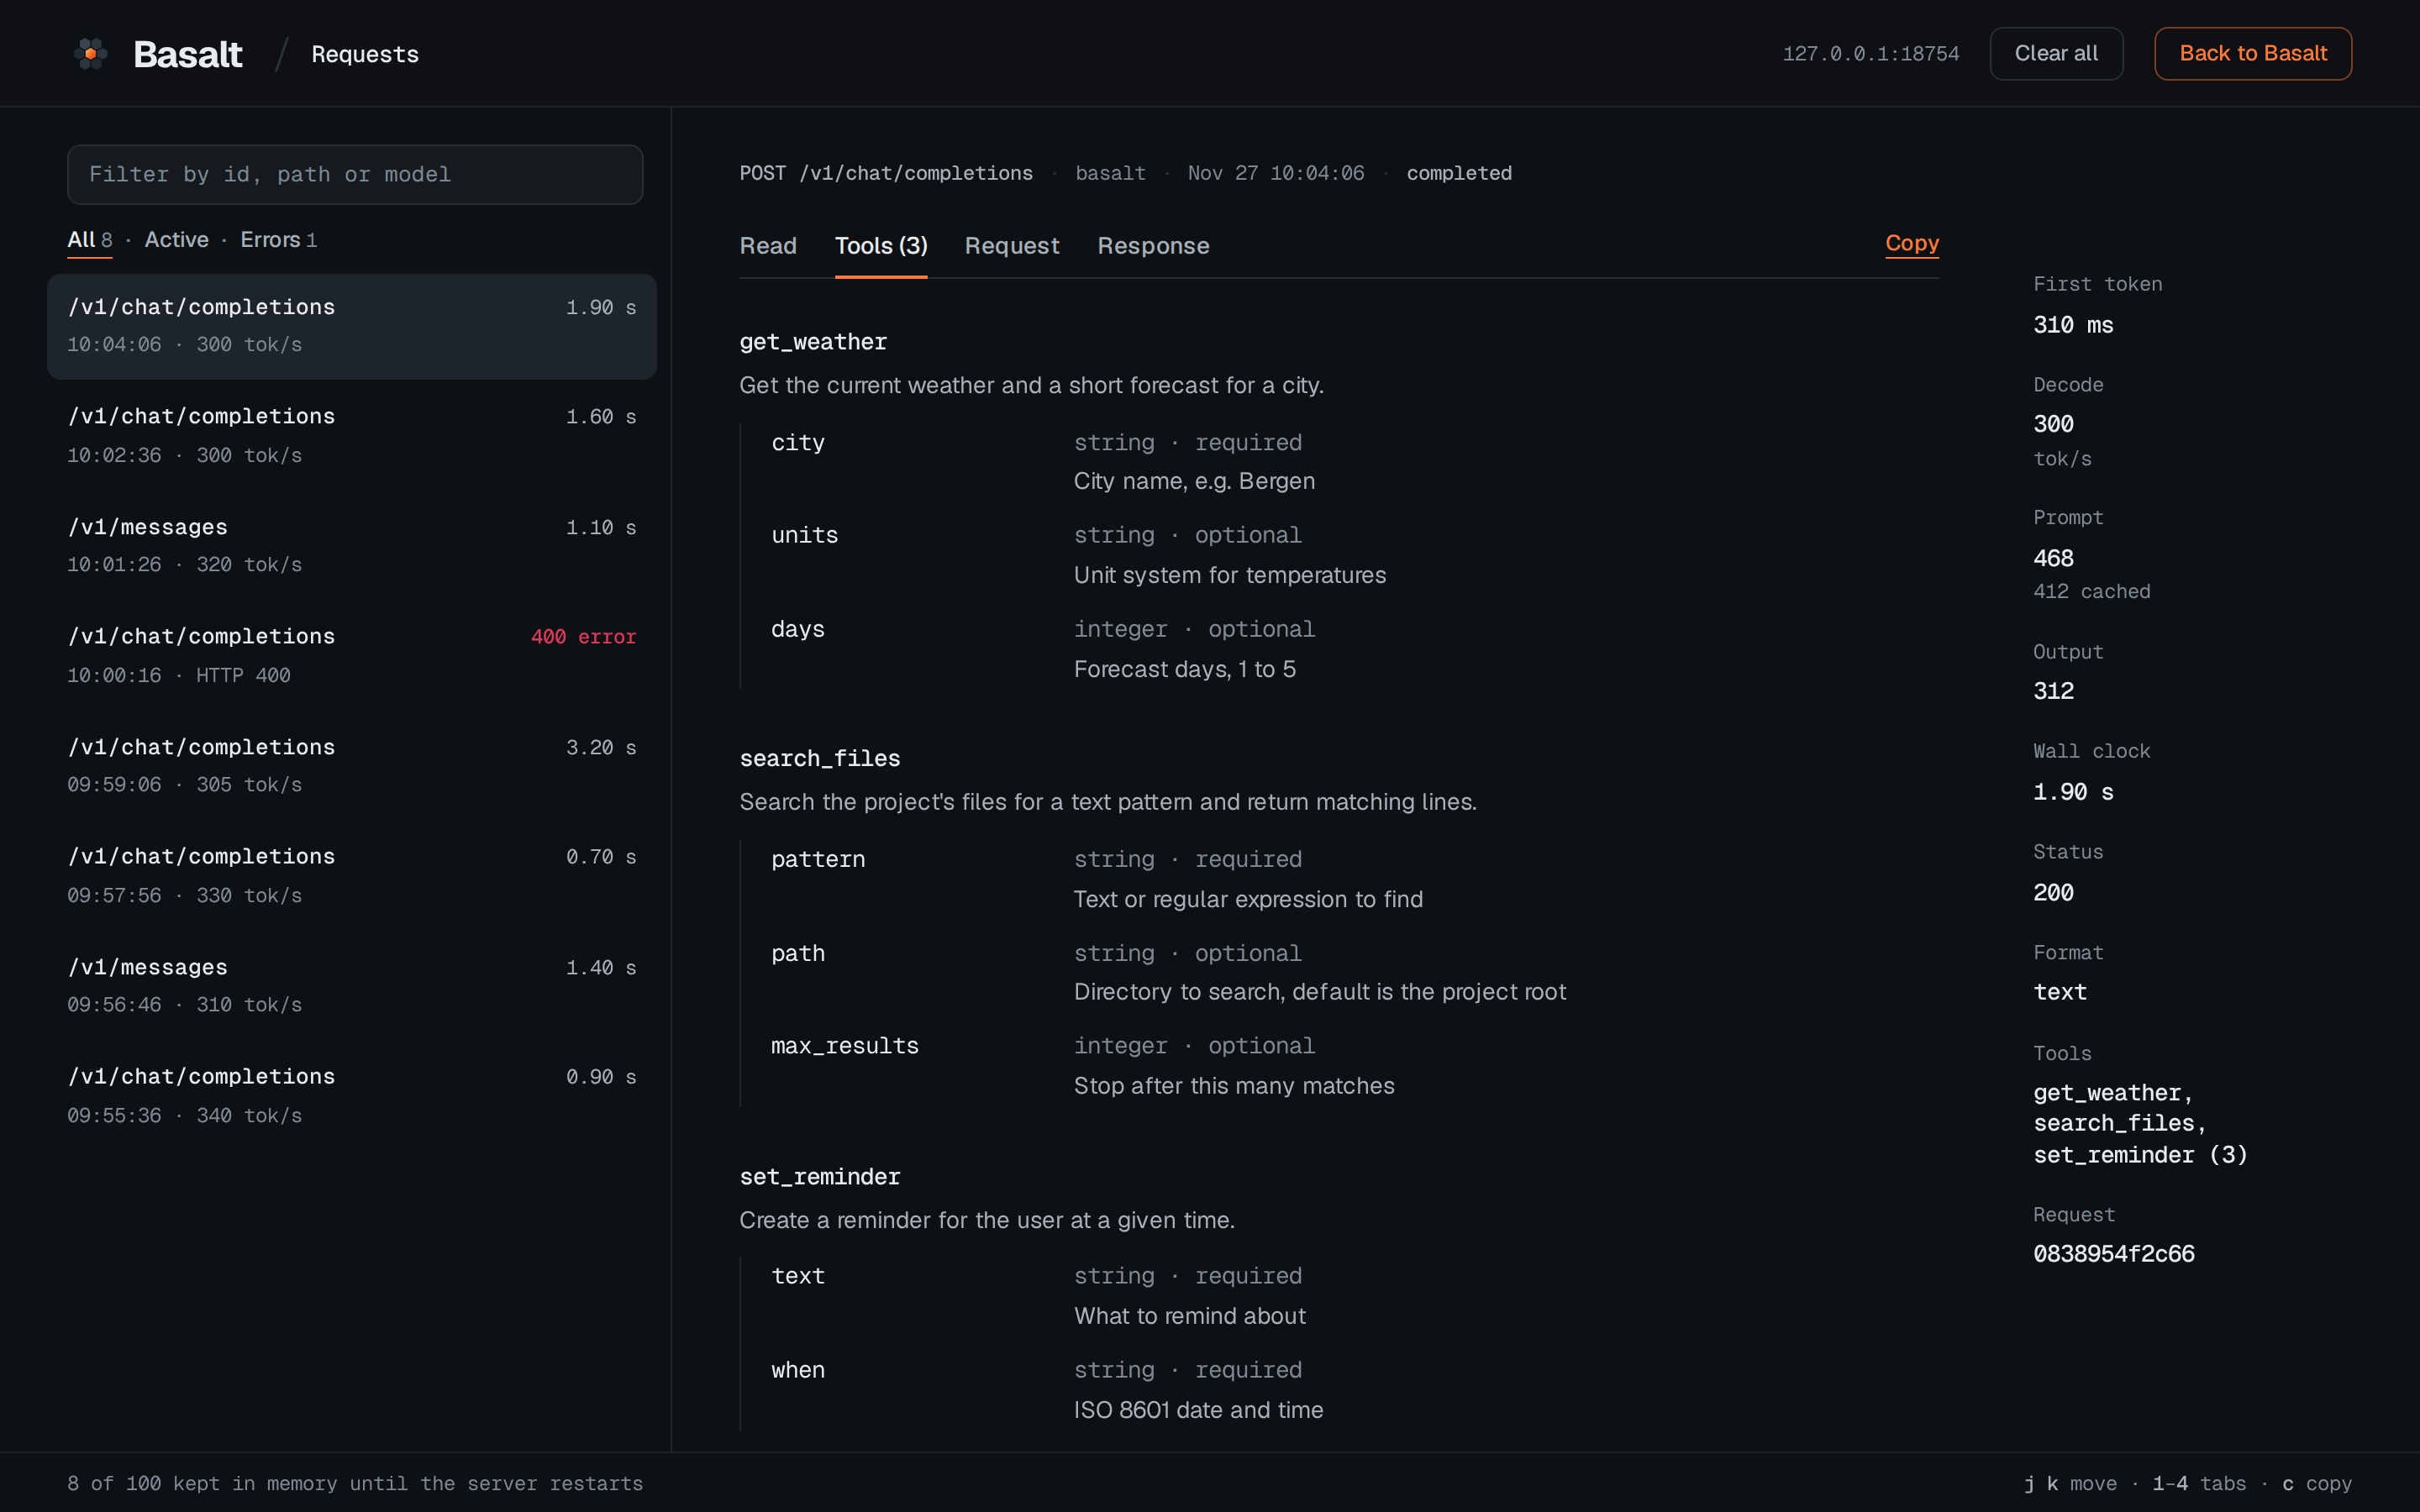 Basalt / Requests
127.0.0.1:18754
Clear all
Back to Basalt
Filter by id, path or model
All 8 · Active · Errors 1
/v1/chat/completions 1.90 s
10:04:06 · 300 tok/s
/v1/chat/completions 1.60 s
10:02:36 · 300 tok/s
/v1/messages 1.10 s
10:01:26 · 320 tok/s
/v1/chat/completions 400 error
10:00:16 · HTTP 400
/v1/chat/completions 3.20 s
09:59:06 · 305 tok/s
/v1/chat/completions 0.70 s
09:57:56 · 330 tok/s
/v1/messages 1.40 s
09:56:46 · 310 tok/s
/v1/chat/completions 0.90 s
09:55:36 · 340 tok/s
POST /v1/chat/completions · basalt · Nov 27 10:04:06 · completed
Read Tools (3) Request Response Copy
get_weather
Get the current weather and a short forecast for a city.
city string · required
City name, e.g. Bergen
units string · optional
Unit system for temperatures
days integer · optional
Forecast days, 1 to 5
search_files
Search the project's files for a text pattern and return matching lines.
pattern string · required
Text or regular expression to find
path string · optional
Directory to search, default is the project root
max_results integer · optional
Stop after this many matches
set_reminder
Create a reminder for the user at a given time.
text string · required
What to remind about
when string · required
ISO 8601 date and time
First token
310 ms
Decode
300
tok/s
Prompt
468
412 cached
Output
312
Wall clock
1.90 s
Status
200
Format
text
Tools
get_weather,
search_files,
set_reminder (3)
Request
0838954f2c66
8 of 100 kept in memory until the server restarts
j k move · 1–4 tabs · c copy